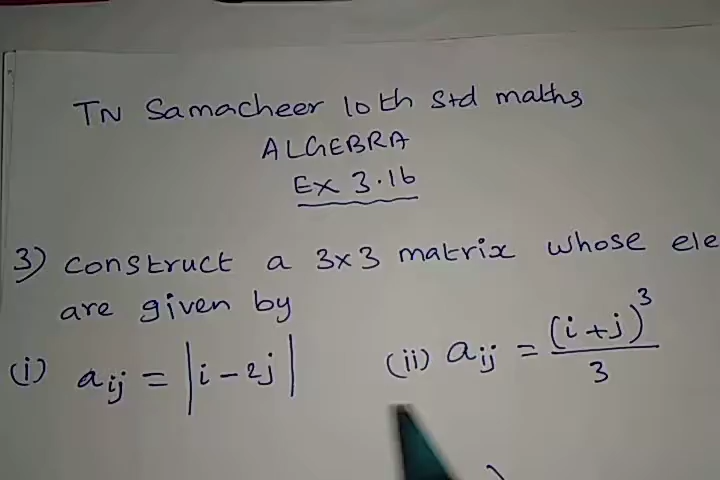 TN Samacheer 10th Std maths
ALGEBRA
Ex 3.16
3) construct a 3x3 matrix whose ele
are given by
(i) aij = |i - 2j| (ii) aij = (i+j)^3 / 3